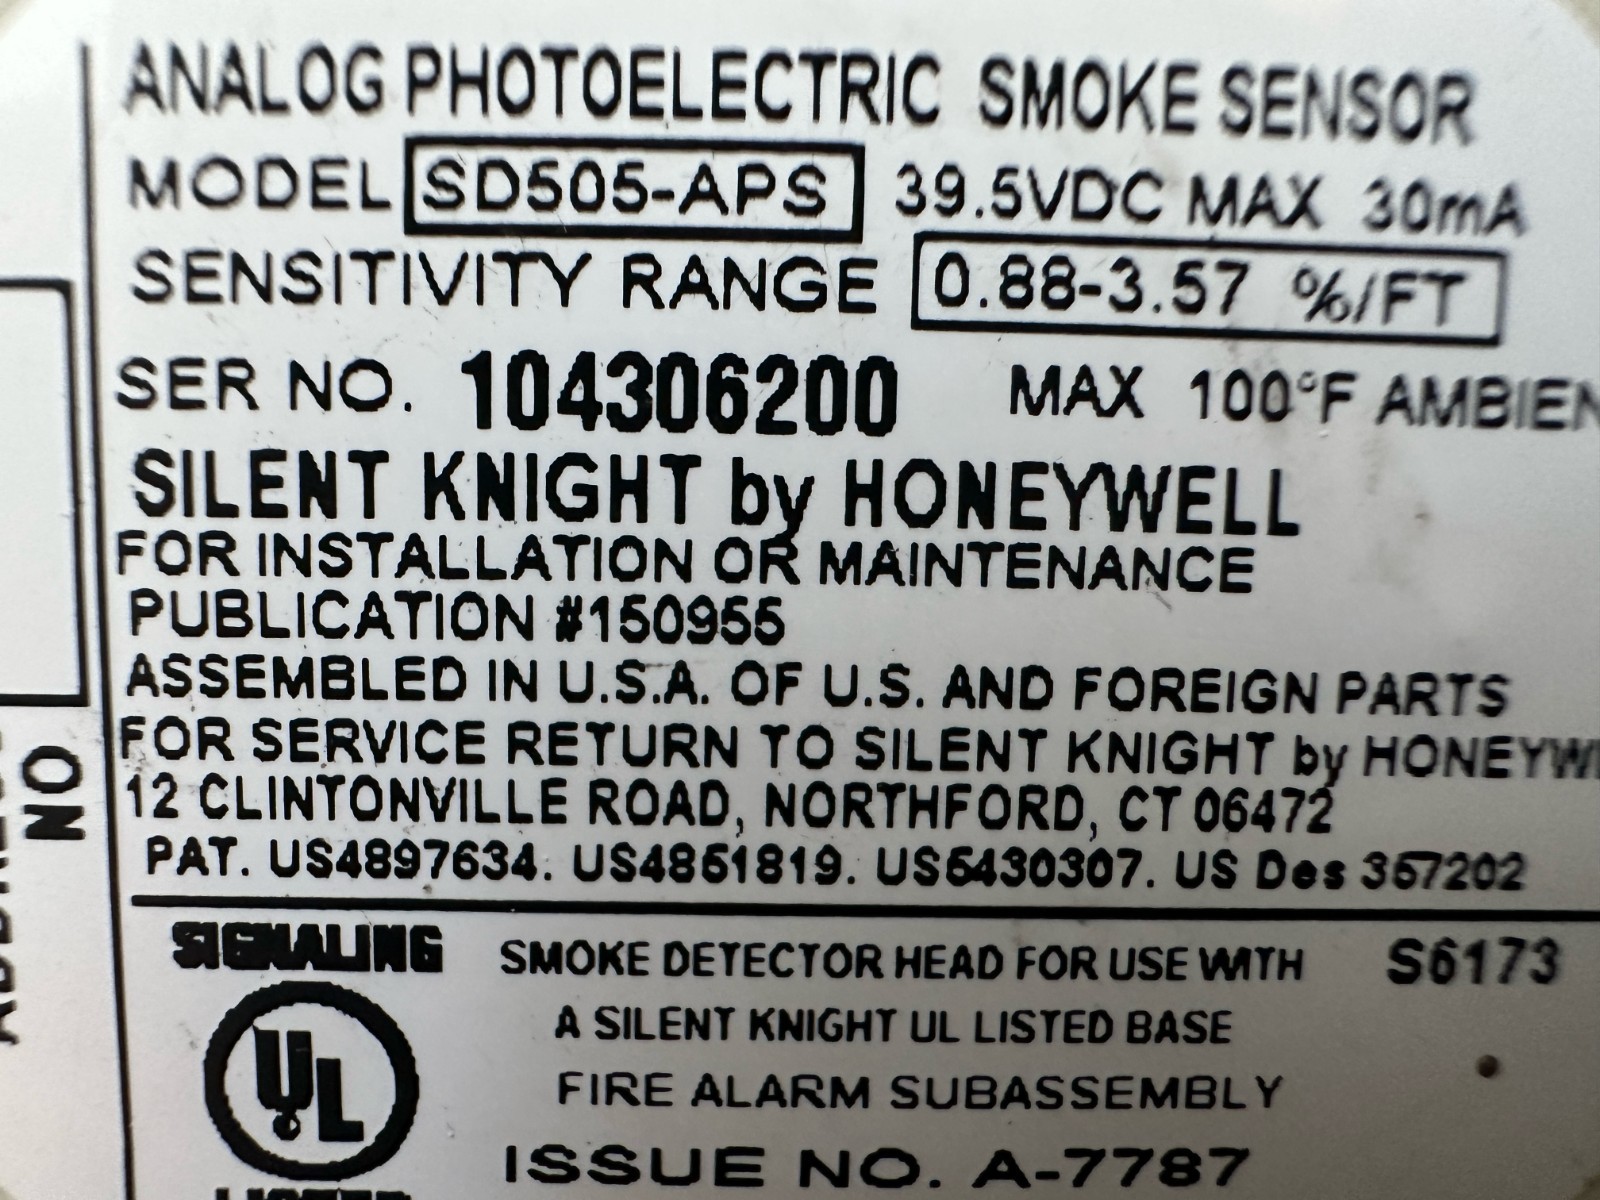 ANALOG PHOTOELECTRIC SMOKE SENSOR
MODEL SD505-APS 39.5VDC MAX 30mA
SENSITIVITY RANGE 0.88-3.57 %/FT
SER NO. 104306200 MAX 100°F AMBIEN
SILENT KNIGHT by HONEYWELL
FOR INSTALLATION OR MAINTENANCE
PUBLICATION #150955
ASSEMBLED IN U.S.A. OF U.S. AND FOREIGN PARTS
FOR SERVICE RETURN TO SILENT KNIGHT by HONEYWE
12 CLINTONVILLE ROAD, NORTHFORD, CT 06472
PAT. US4897634. US4851819. US5430307. US Des 357202
SIGNALING
SMOKE DETECTOR HEAD FOR USE WITH S6173
A SILENT KNIGHT UL LISTED BASE
FIRE ALARM SUBASSEMBLY
ISSUE NO. A-7787
UL
LISTED
NO